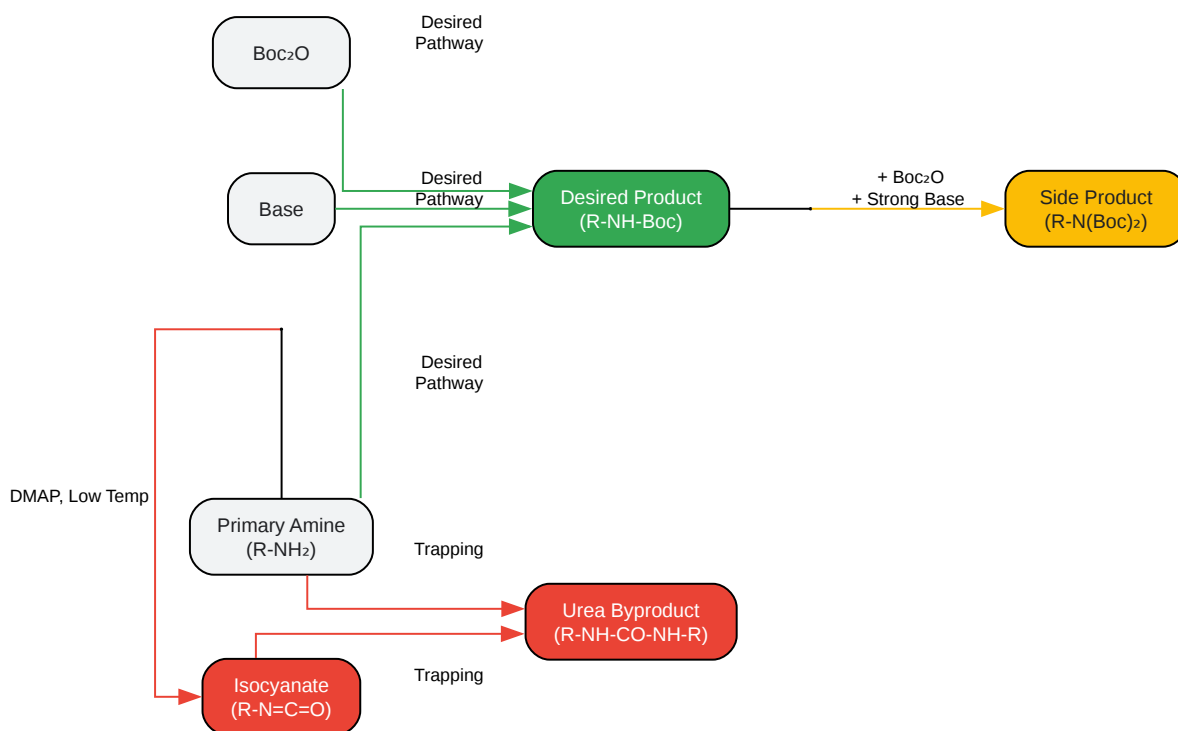 Desired
Pathway
Boc₂O
Desired
Pathway
Base
Desired Product
(R-NH-Boc)
+ Boc₂O
+ Strong Base
Side Product
(R-N(Boc)₂)
Desired
Pathway
DMAP, Low Temp
Primary Amine
(R-NH₂)
Trapping
Urea Byproduct
(R-NH-CO-NH-R)
Trapping
Isocyanate
(R-N=C=O)